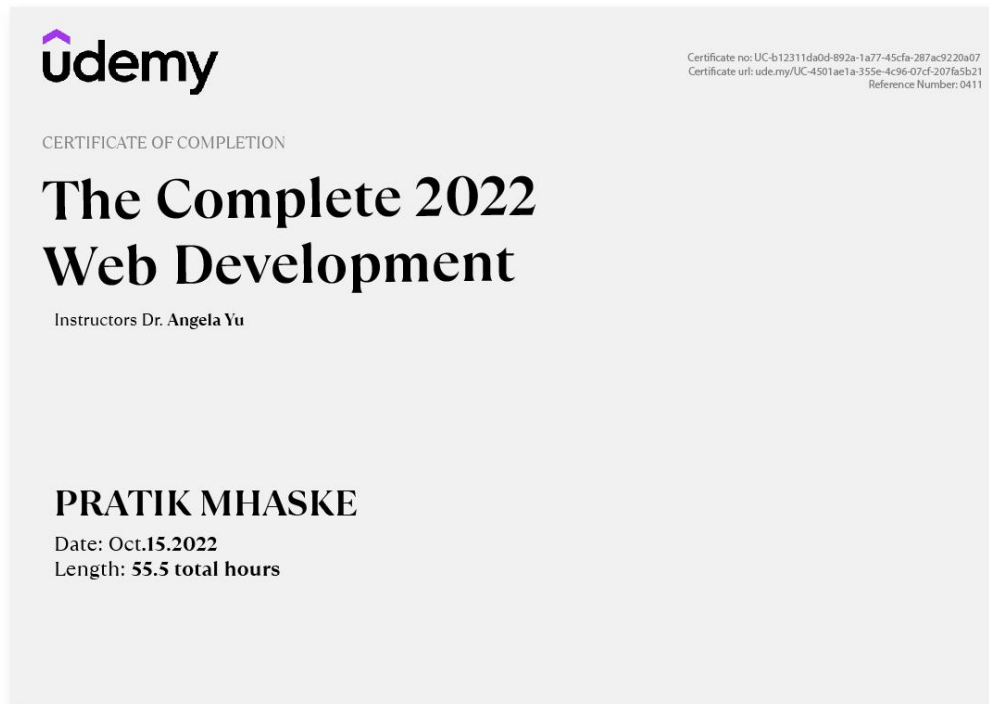 udemy
Certificate no: UC-b12311da0d-892a-1a77-45cfa-287ac9220a07
Certificate url: ude.my/UC-4501ae1a-355e-4c96-07cf-207fa5b21
Reference Number: 0411
CERTIFICATE OF COMPLETION
The Complete 2022
Web Development
Instructors Dr. Angela Yu
PRATIK MHASKE
Date: Oct.15.2022
Length: 55.5 total hours